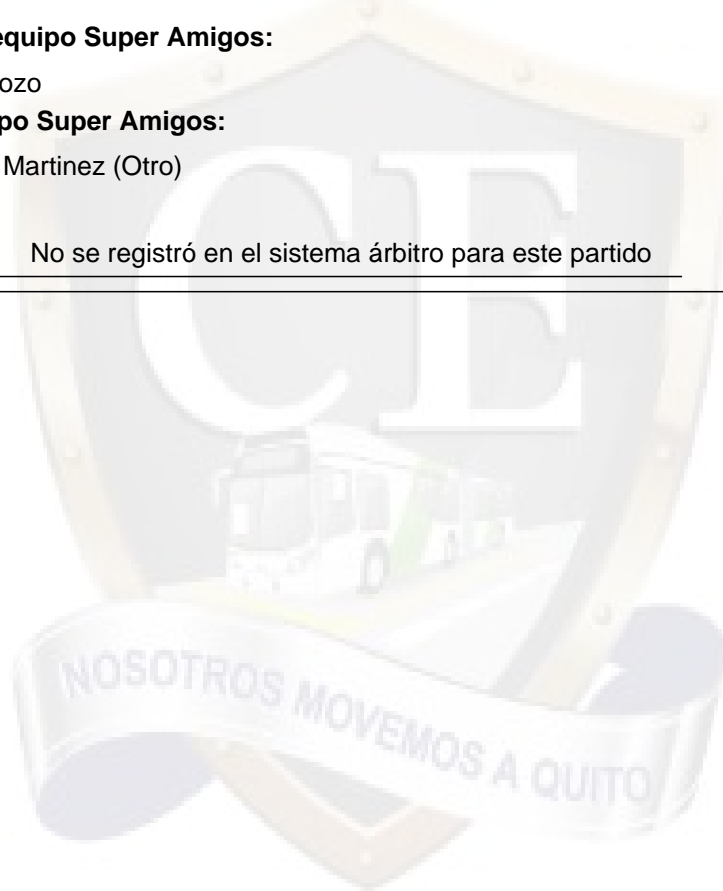 equipo Super Amigos:
ozo
po Super Amigos:
Martinez (Otro)
No se registró en el sistema árbitro para este partido
CE
NOSOTROS MOVEMOS A QUITO